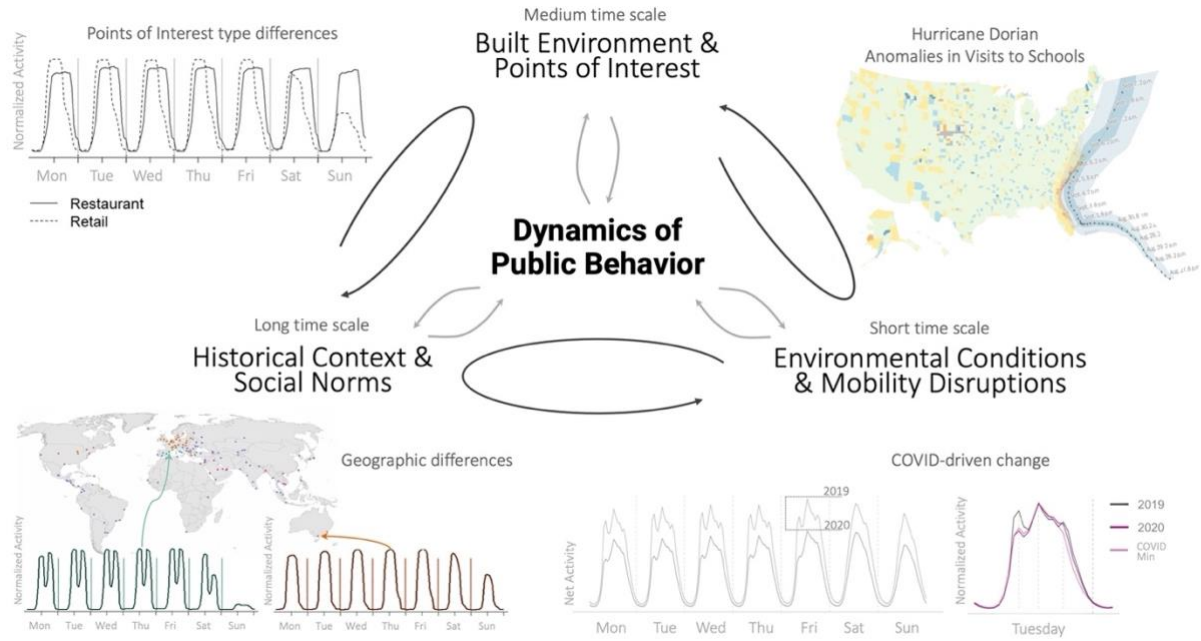 Medium time scale
Built Environment &
Points of Interest
Points of Interest type differences
Normalized Activity
Mon Tue Wed Thu Fri Sat Sun
Restaurant
Retail
Hurricane Dorian
Anomalies in Visits to Schools
Dynamics of
Public Behavior
Long time scale
Historical Context &
Social Norms
Short time scale
Environmental Conditions
& Mobility Disruptions
Geographic differences
Normalized Activity
Mon Tue Wed Thu Fri Sat Sun
Normalized Activity
Mon Tue Wed Thu Fri Sat Sun
COVID-driven change
Net Activity
2019
2020
Mon Tue Wed Thu Fri Sat Sun
Normalized Activity
2019
2020
COVID
Min
Tuesday